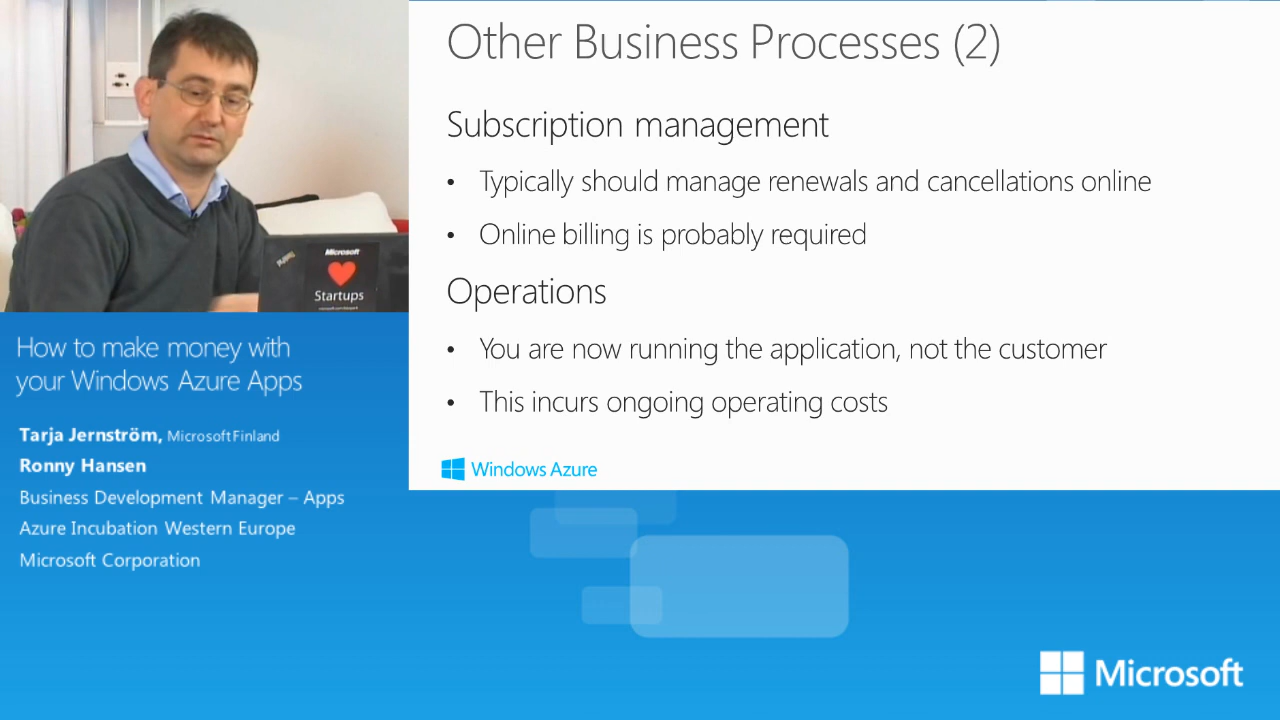 Other Business Processes (2)
Subscription management
• Typically should manage renewals and cancellations online
• Online billing is probably required
Operations
• You are now running the application, not the customer
• This incurs ongoing operating costs
Windows Azure
Microsoft
Startups
How to make money with
your Windows Azure Apps
Tarja Jernström, Microsoft Finland
Ronny Hansen
Business Development Manager – Apps
Azure Incubation Western Europe
Microsoft Corporation
Microsoft